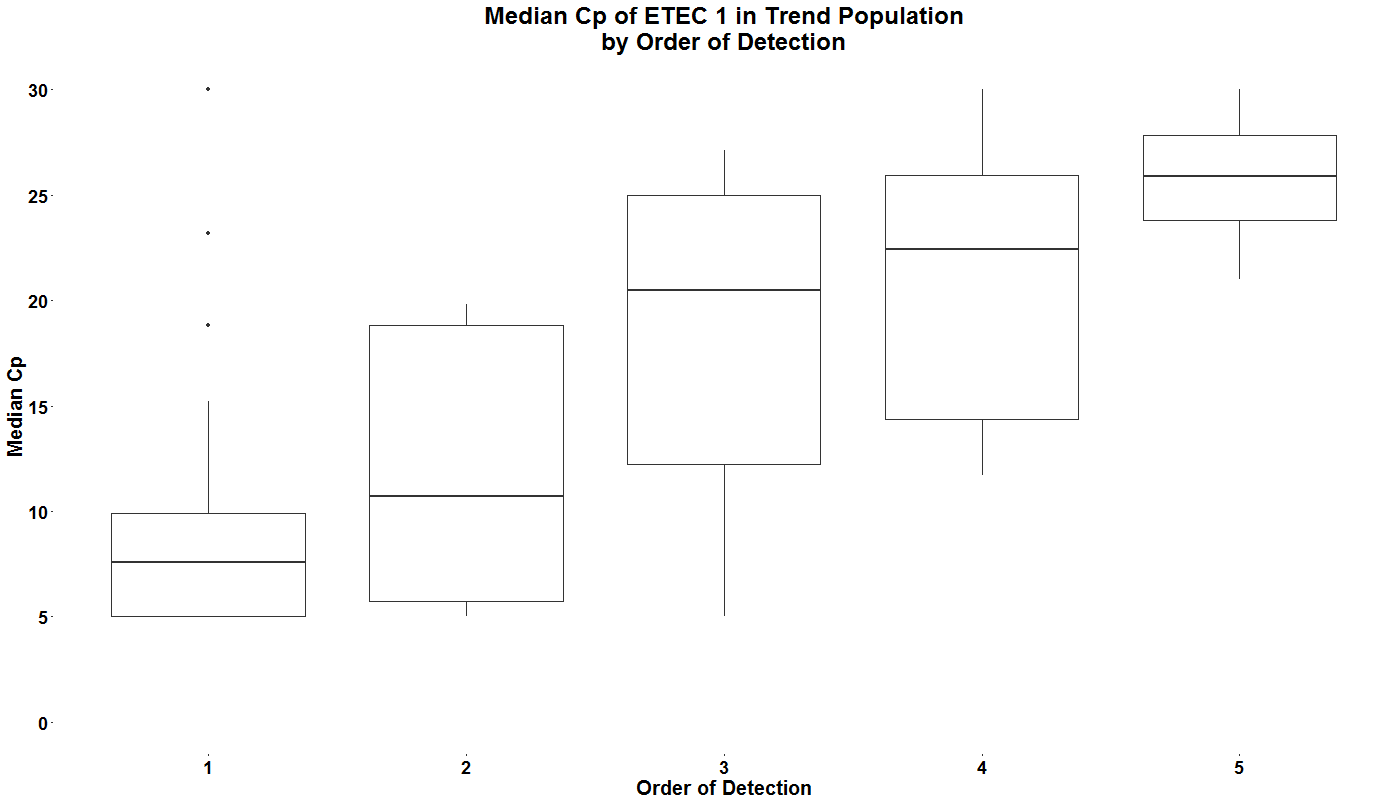 Median Cp of ETEC 1 in Trend Population
by Order of Detection
30
25
20
15
10
5
0
Median Cp
1 2 3 4 5
Order of Detection